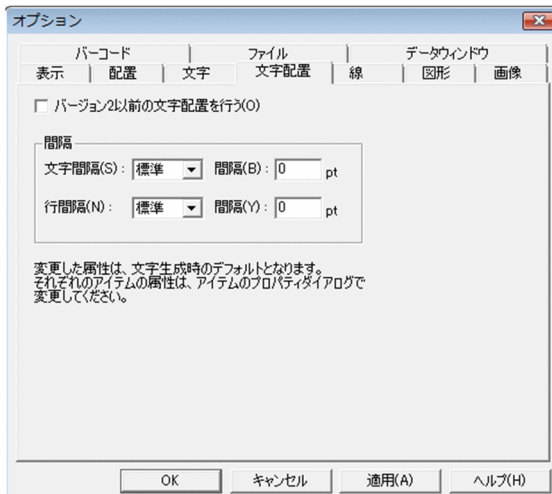 オプション
バーコード ファイル データウィンドウ
表示 配置 文字 文字配置 線 図形 画像
バージョン2以前の文字配置を行う(O)
間隔
文字間隔(S): 標準 間隔(B): 0 pt
行間隔(N): 標準 間隔(Y): 0 pt
変更した属性は、文字生成時のデフォルトとなります。
それぞれのアイテムの属性は、アイテムのプロパティダイアログで
変更してください。
OK キャンセル 適用(A) ヘルプ(H)